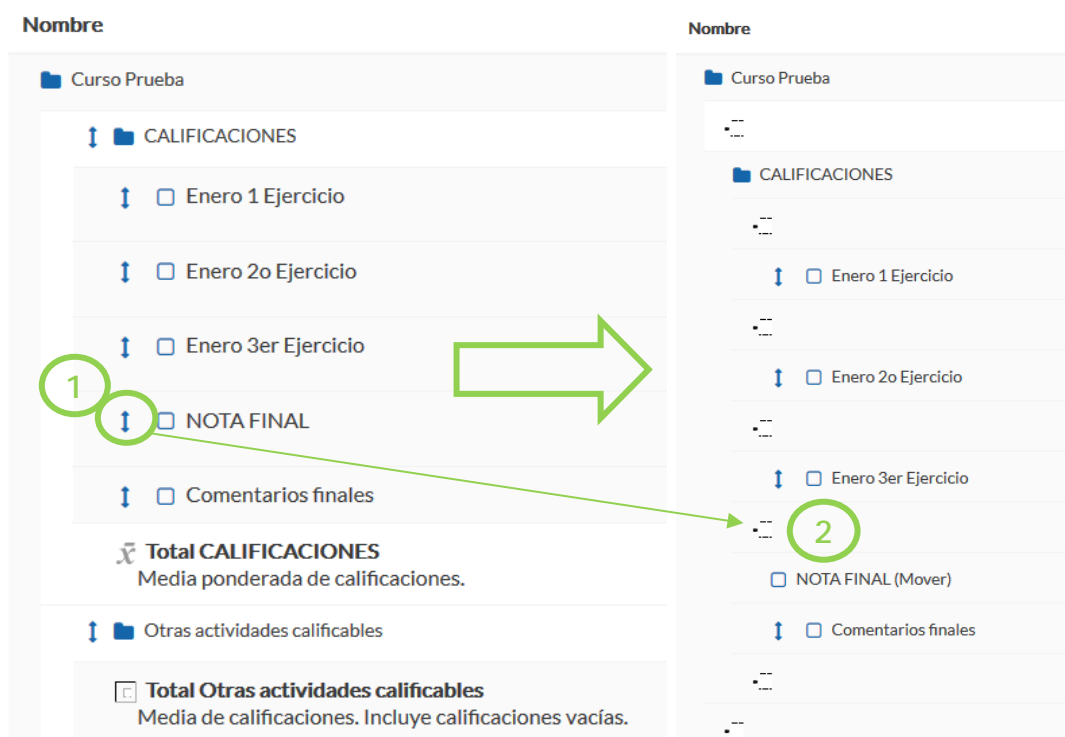 Nombre
Curso Prueba
CALIFICACIONES
Enero 1 Ejercicio
Enero 2o Ejercicio
Enero 3er Ejercicio
1
NOTA FINAL
Comentarios finales
x̄ Total CALIFICACIONES
Media ponderada de calificaciones.
Otras actividades calificables
Total Otras actividades calificables
Media de calificaciones. Incluye calificaciones vacías.
Nombre
Curso Prueba
CALIFICACIONES
Enero 1 Ejercicio
Enero 2o Ejercicio
Enero 3er Ejercicio
2
NOTA FINAL (Mover)
Comentarios finales